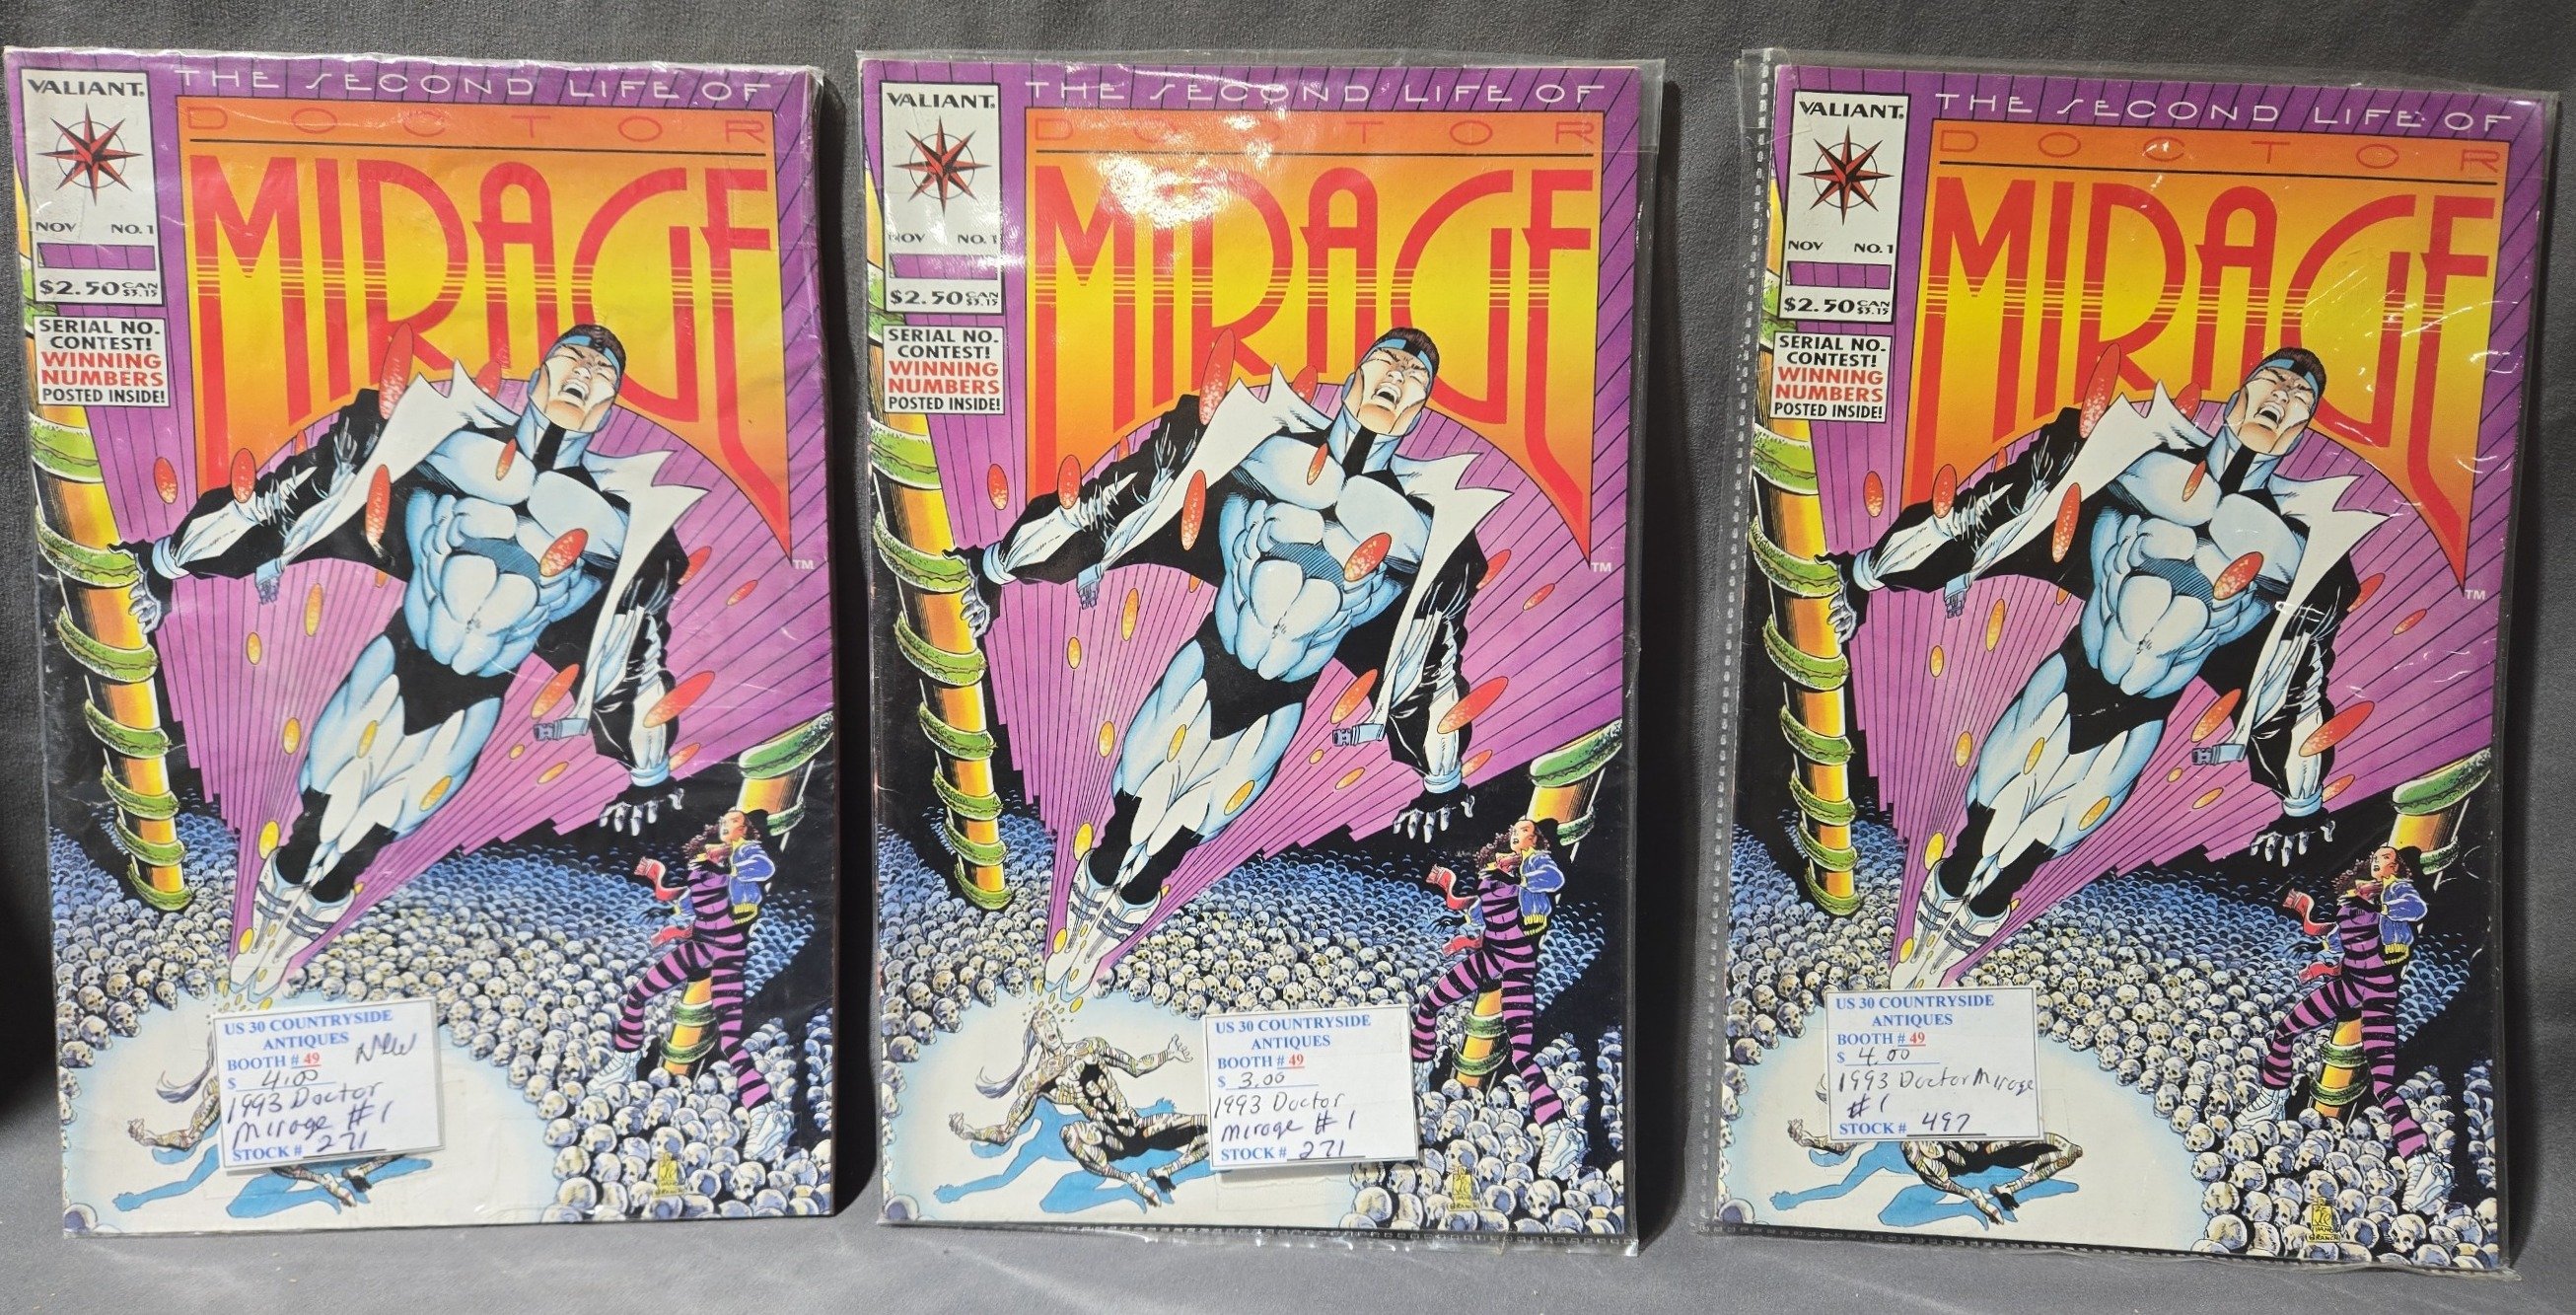 THE SECOND LIFE OF
DOCTOR
MIRAGE
VALIANT.
NOV NO. 1
$2.50 CAN $3.15
SERIAL NO.
CONTEST!
WINNING
NUMBERS
POSTED INSIDE!
TM
US 30 COUNTRYSIDE
ANTIQUES
BOOTH # 49 New
$ 4.00
1993 Doctor
Mirage #1
STOCK # 271
THE SECOND LIFE OF
DOCTOR
MIRAGE
VALIANT.
NOV NO. 1
$2.50 CAN $3.15
SERIAL NO.
CONTEST!
WINNING
NUMBERS
POSTED INSIDE!
TM
US 30 COUNTRYSIDE
ANTIQUES
BOOTH # 49
$ 3.00
1993 Doctor
Mirage #1
STOCK # 271
THE SECOND LIFE OF
DOCTOR
MIRAGE
VALIANT.
NOV NO. 1
$2.50 CAN $3.15
SERIAL NO.
CONTEST!
WINNING
NUMBERS
POSTED INSIDE!
TM
US 30 COUNTRYSIDE
ANTIQUES
BOOTH # 49
$ 4.00
1993 Doctor Mirage
#1
STOCK # 497